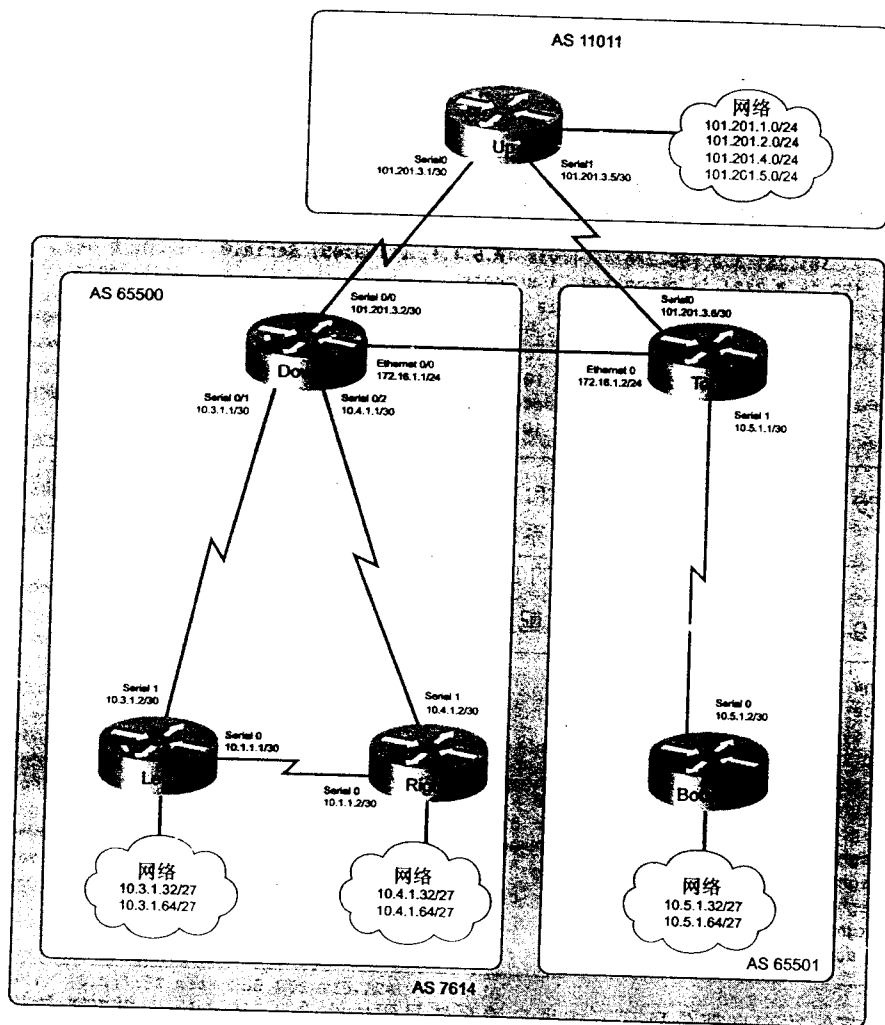 AS 11011
网络
101.201.1.0/24
101.201.2.0/24
101.201.4.0/24
101.201.5.0/24
Up
Serial0
101.201.3.1/30
Serial1
101.201.3.5/30
AS 65500
Serial 0/0
101.201.3.2/30
Serial0
101.201.3.6/30
Ethernet 0/0
172.16.1.1/24
Ethernet 0
172.16.1.2/24
Serial 0/1
10.3.1.1/30
Serial 0/2
10.4.1.1/30
Serial 1
10.5.1.1/30
Serial 1
10.3.1.2/30
Serial 1
10.4.1.2/30
Serial 0
10.5.1.2/30
Serial 0
10.1.1.1/30
Serial 0
10.1.1.2/30
网络
10.3.1.32/27
10.3.1.64/27
网络
10.4.1.32/27
10.4.1.64/27
网络
10.5.1.32/27
10.5.1.64/27
AS 65501
AS 7614